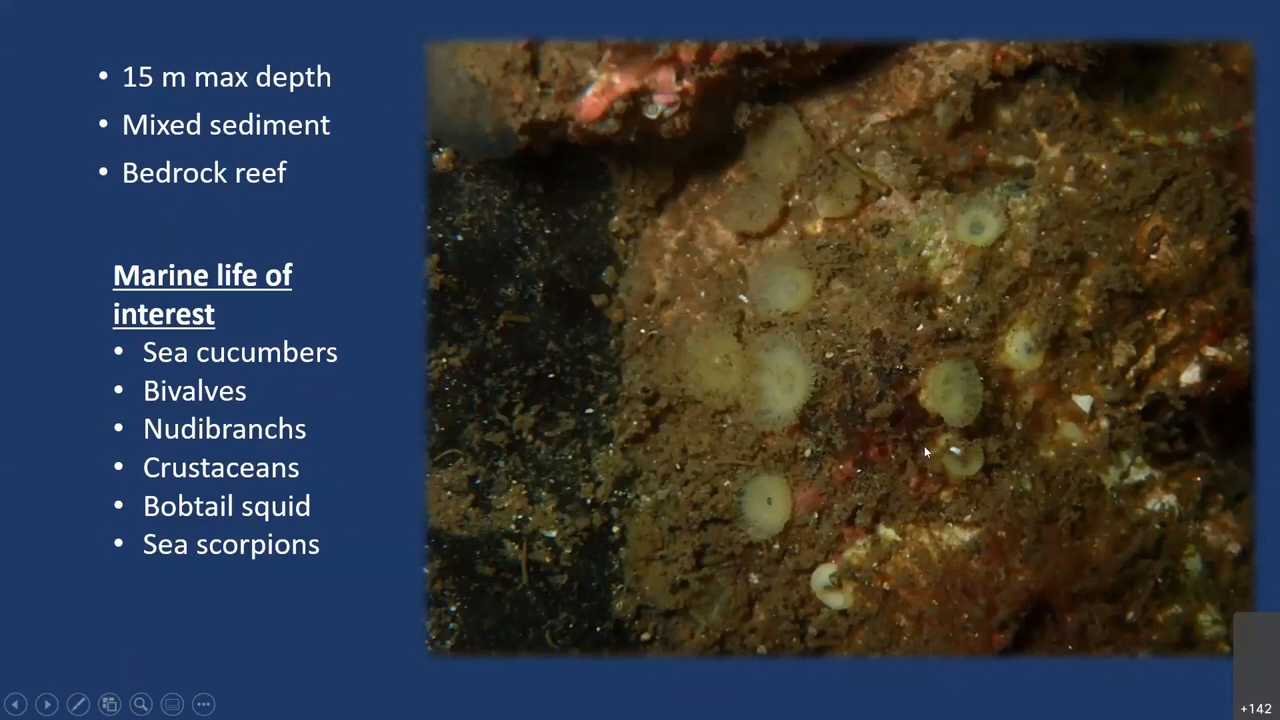 • 15 m max depth
• Mixed sediment
• Bedrock reef
Marine life of
interest
• Sea cucumbers
• Bivalves
• Nudibranchs
• Crustaceans
• Bobtail squid
• Sea scorpions
+142